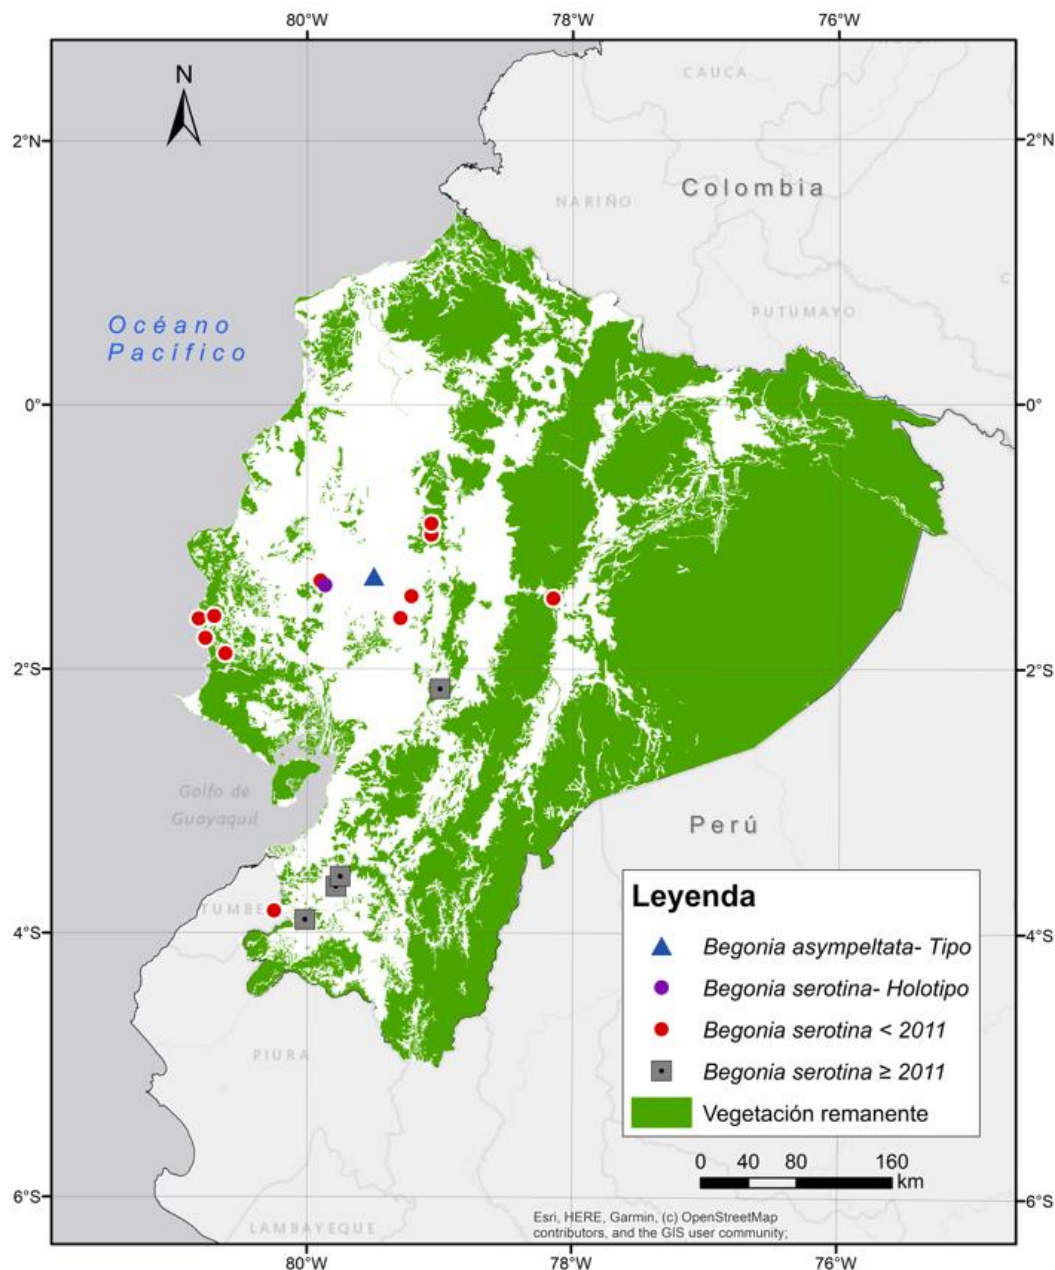 80°W 78°W 76°W
N
CAUCA
2°N 2°N
Colombia
NARIÑO
PUTUMAYO
Océano
Pacífico
0° 0°
2°S 2°S
Golfo de
Guayaquil
Perú
Leyenda
TUMBE
4°S 4°S
Begonia asympeltata- Tipo
Begonia serotina- Holotipo
Begonia serotina < 2011
PIURA
Begonia serotina ≥ 2011
Vegetación remanente
0 40 80 160
km
6°S 6°S
LAMBAYEQUE
Esri, HERE, Garmin, (c) OpenStreetMap
contributors, and the GIS user community;
80°W 78°W 76°W